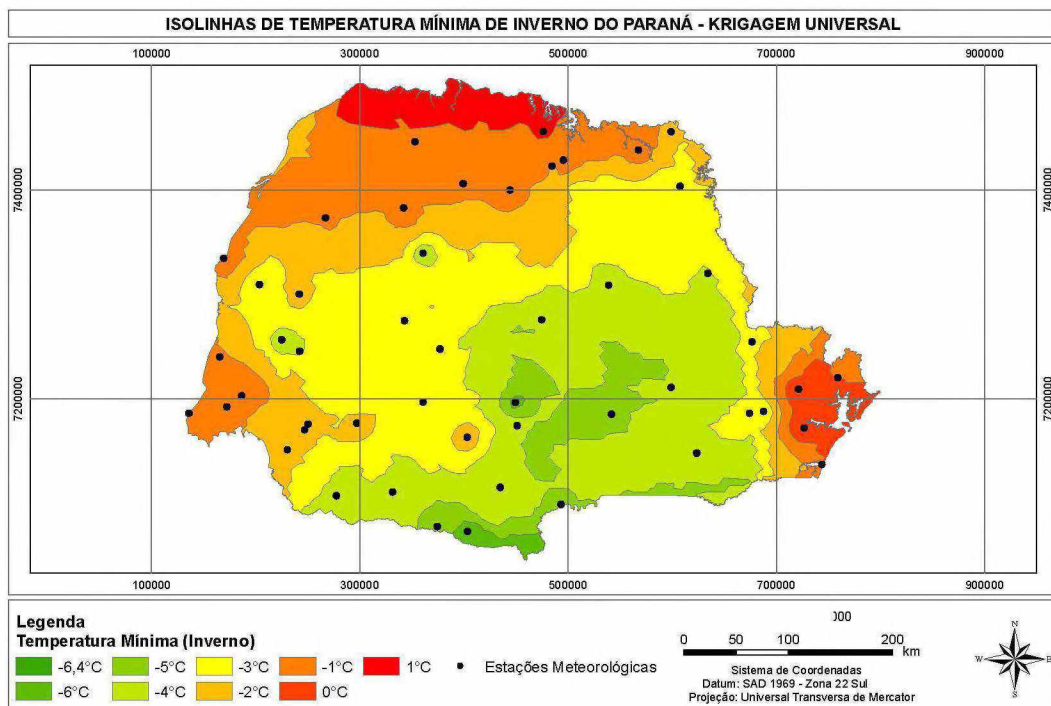 ISOLINHAS DE TEMPERATURA MÍNIMA DE INVERNO DO PARANÁ - KRIGAGEM UNIVERSAL
100000 300000 500000 700000 900000
7400000 7400000
7200000 7200000
100000 300000 500000 700000 900000
Legenda
Temperatura Mínima (Inverno)
-6,4°C -5°C -3°C -1°C 1°C Estações Meteorológicas
-6°C -4°C -2°C 0°C
000
0 50 100 200
km
Sistema de Coordenadas
Datum: SAD 1969 - Zona 22 Sul
Projeção: Universal Transversa de Mercator
N
W E
S